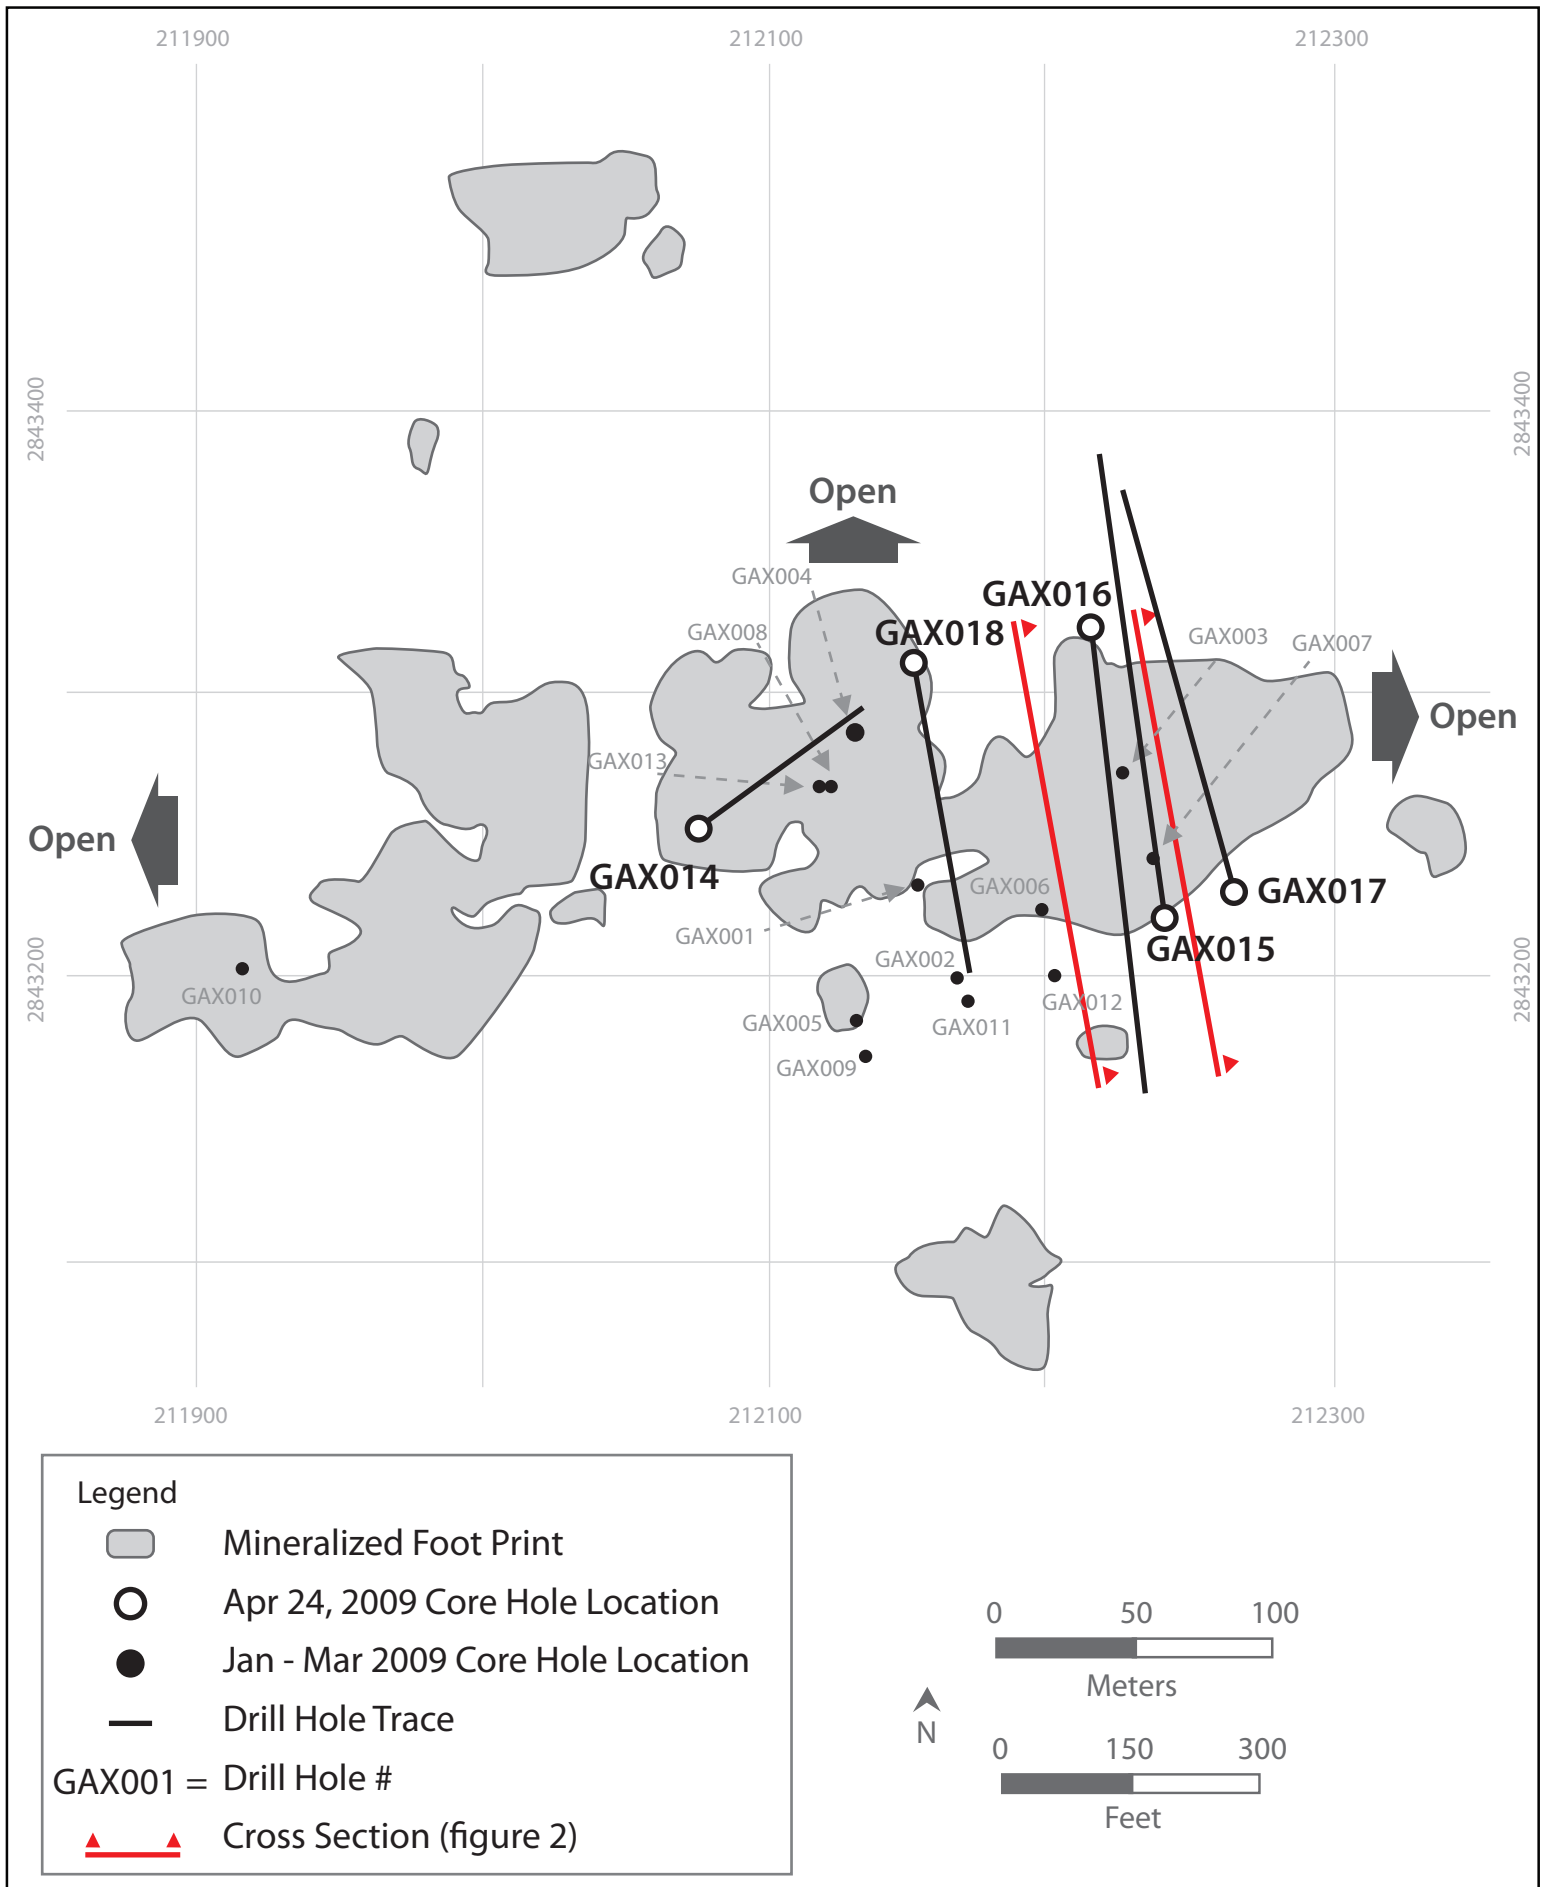 211900 212100 212300
2843400
2843400
Open
GAX004
GAX016
GAX008
GAX018
GAX003
GAX007
Open
GAX013
Open
GAX014
GAX006
GAX017
GAX001
GAX015
GAX002
2843200
2843200
GAX010
GAX012
GAX005
GAX011
GAX009
211900 212100 212300
Legend
Mineralized Foot Print
Apr 24, 2009 Core Hole Location
Jan - Mar 2009 Core Hole Location
Drill Hole Trace
GAX001 = Drill Hole #
Cross Section (figure 2)
0 50 100
Meters
N
0 150 300
Feet